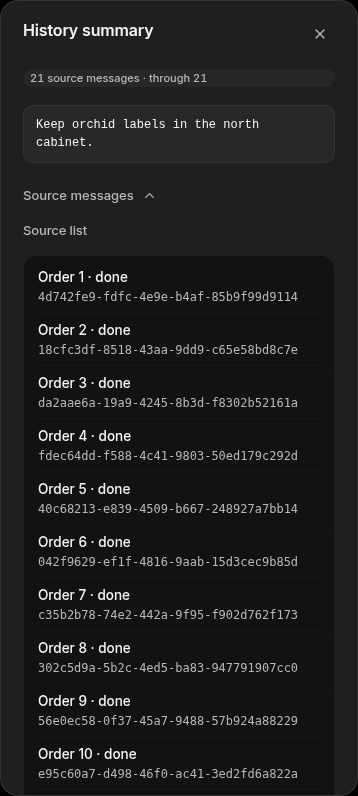 History summary
21 source messages · through 21
Keep orchid labels in the north
cabinet.
Source messages
Source list
Order 1 · done
4d742fe9-fdfc-4e9e-b4af-85b9f99d9114
Order 2 · done
18cfc3df-8518-43aa-9dd9-c65e58bd8c7e
Order 3 · done
da2aae6a-19a9-4245-8b3d-f8302b52161a
Order 4 · done
fdec64dd-f588-4c41-9803-50ed179c292d
Order 5 · done
40c68213-e839-4509-b667-248927a7bb14
Order 6 · done
042f9629-ef1f-4816-9aab-15d3cec9b85d
Order 7 · done
c35b2b78-74e2-442a-9f95-f902d762f173
Order 8 · done
302c5d9a-5b2c-4ed5-ba83-947791907cc0
Order 9 · done
56e0ec58-0f37-45a7-9488-57b924a88229
Order 10 · done
e95c60a7-d498-46f0-ac41-3ed2fd6a822a